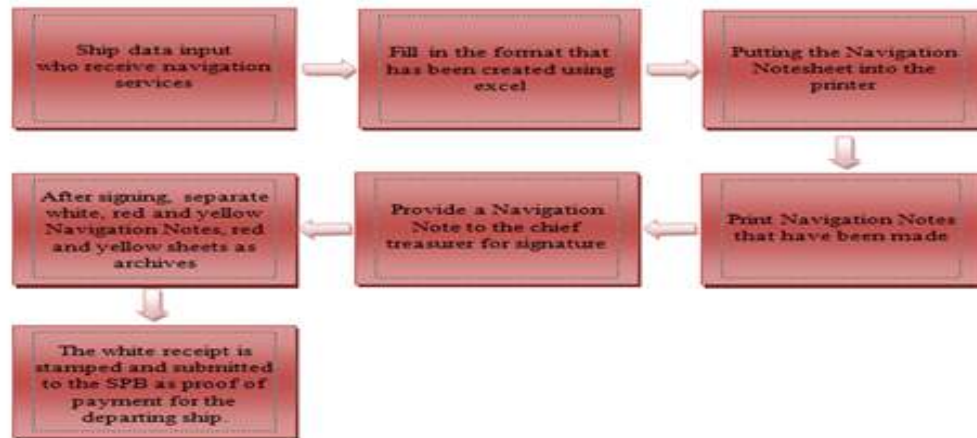 Ship data input
who receive navigation
services
Fill in the format that
has been created using
excel
Putting the Navigation
Notesheet into the
printer
Print Navigation Notes
that have been made
Provide a Navigation
Note to the chief
treasurer for signature
After signing, separate
white, red and yellow
Navigation Notes, red
and yellow sheets as
archives
The white receipt is
stamped and submitted
to the SPB as proof of
payment for the
departing ship.